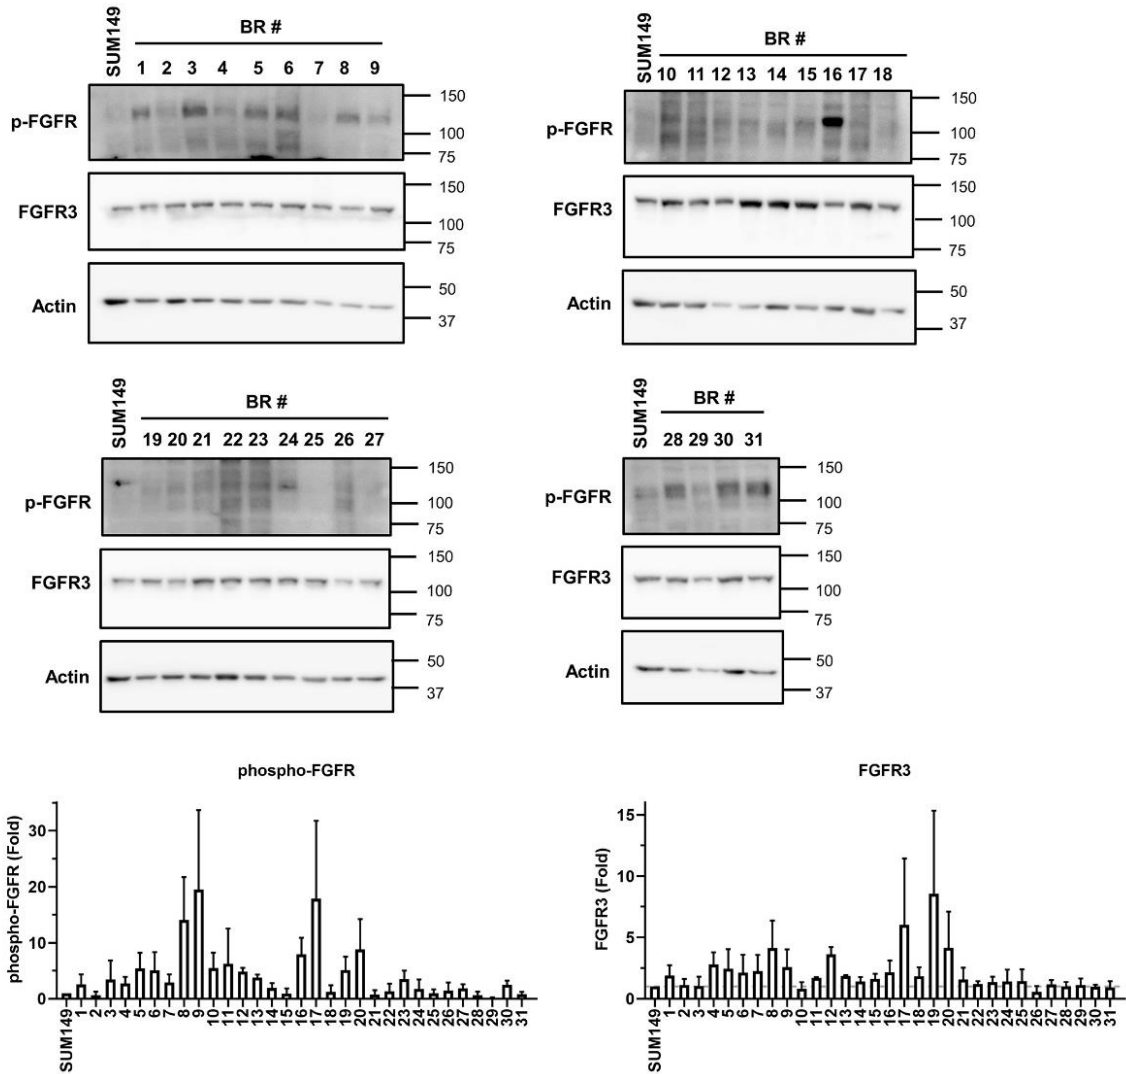 SUM149
BR #
1 2 3 4 5 6 7 8 9
p-FGFR
150
100
75
FGFR3
150
100
75
Actin
50
37
SUM149
BR #
10 11 12 13 14 15 16 17 18
p-FGFR
150
100
75
FGFR3
150
100
75
Actin
50
37
SUM149
BR #
19 20 21 22 23 24 25 26 27
p-FGFR
150
100
75
FGFR3
150
100
75
Actin
50
37
SUM149
BR #
28 29 30 31
p-FGFR
150
100
75
FGFR3
150
100
75
Actin
50
37
phospho-FGFR
phospho-FGFR (Fold)
30
20
10
0
SUM149 1 2 3 4 5 6 7 8 9 10 11 12 13 14 15 16 17 18 19 20 21 22 23 24 25 26 27 28 29 30 31
FGFR3
FGFR3 (Fold)
15
10
5
0
SUM149 1 2 3 4 5 6 7 8 9 10 11 12 13 14 15 16 17 18 19 20 21 22 23 24 25 26 27 28 29 30 31